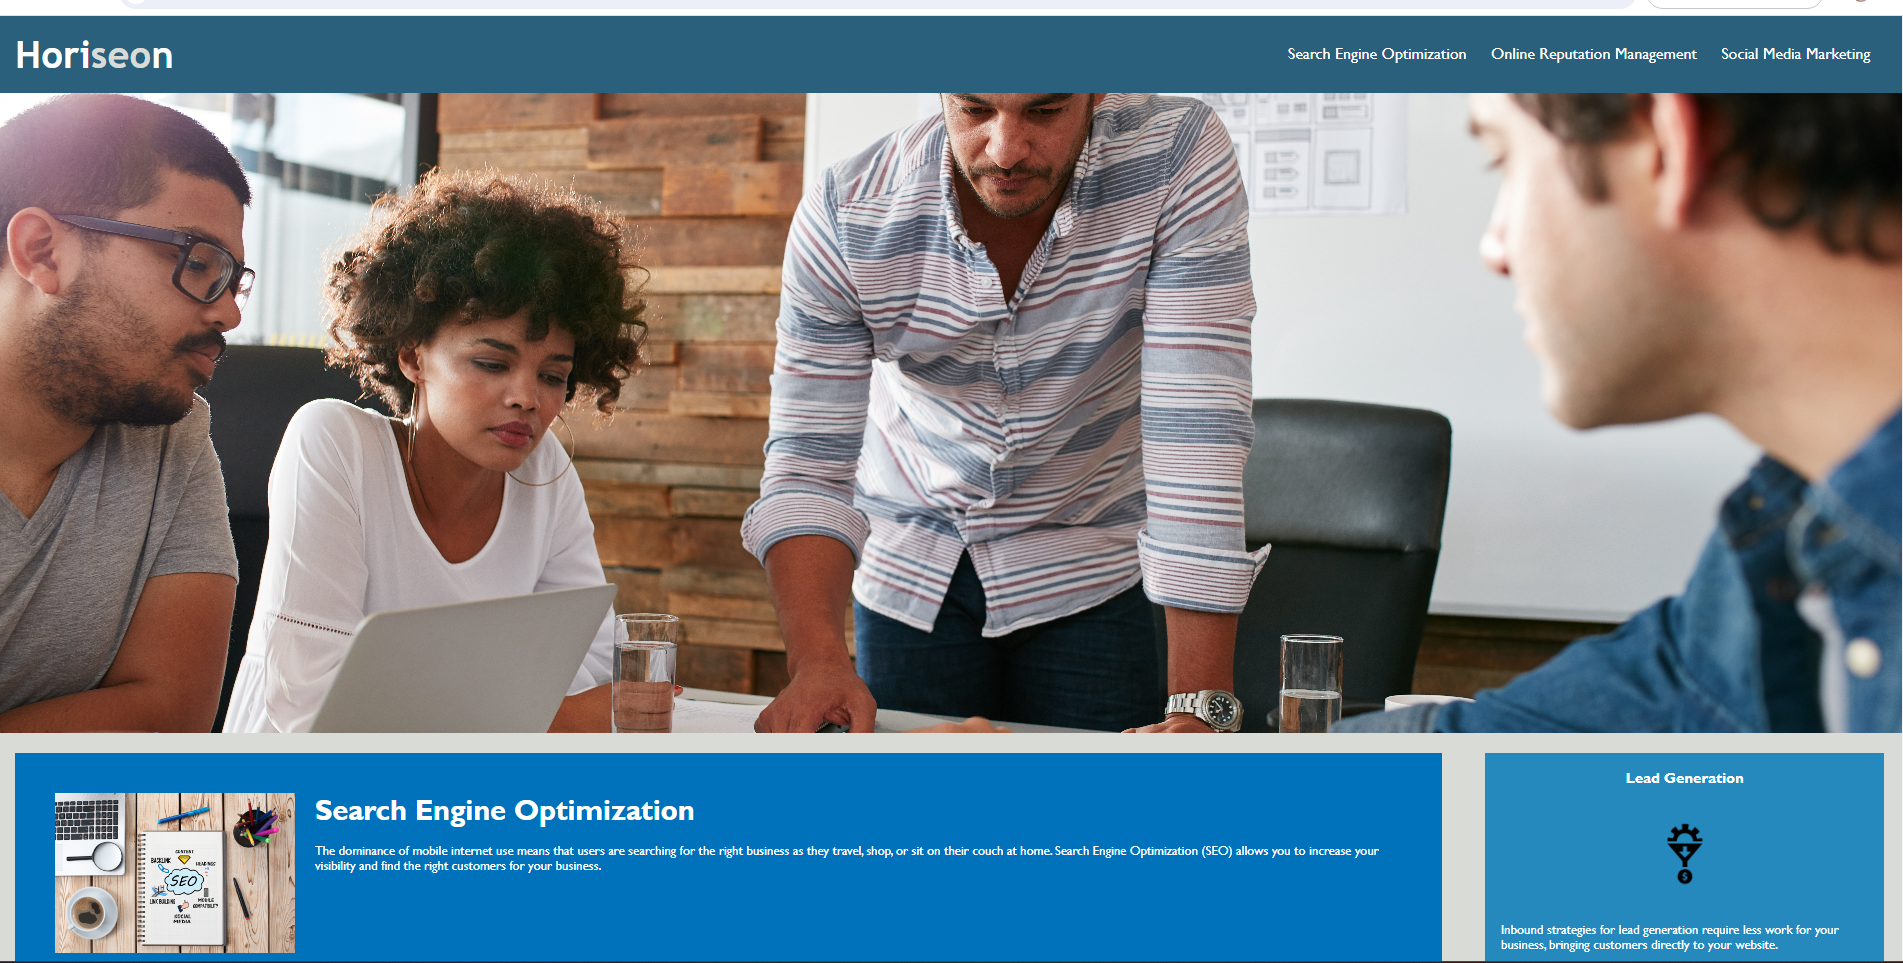 Horiseon
Search Engine Optimization
Online Reputation Management
Social Media Marketing
Search Engine Optimization
The dominance of mobile internet use means that users are searching for the right business as they travel, shop, or sit on their couch at home. Search Engine Optimization (SEO) allows you to increase your
visibility and find the right customers for your business.
CONTENT
BACKLINK
HEADINGS
SEO
LINK BUILDING
MOBILE
COMPATIBILITY
SOCIAL
MEDIA
Lead Generation
$
Inbound strategies for lead generation require less work for your
business, bringing customers directly to your website.